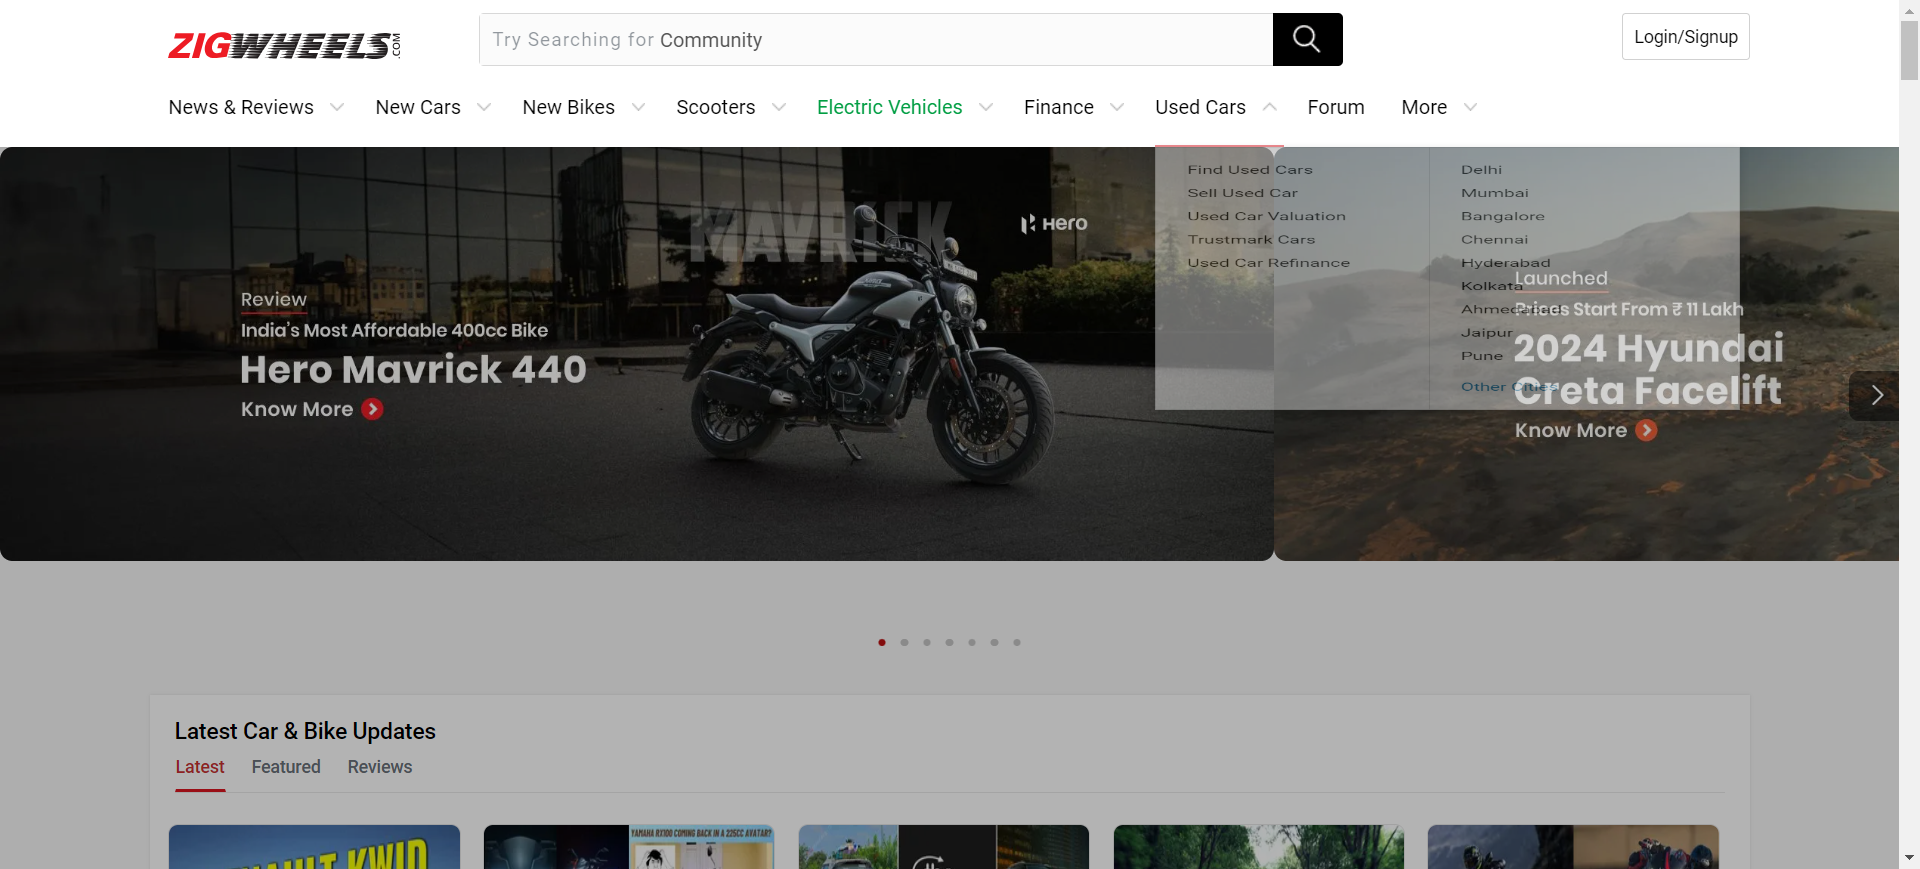 ZIGWHEELS.COM
Try Searching for Community
Login/Signup
News & Reviews
New Cars
New Bikes
Scooters
Electric Vehicles
Finance
Used Cars
Forum
More
Find Used Cars
Sell Used Car
Used Car Valuation
Trustmark Cars
Used Car Refinance
Delhi
Mumbai
Bangalore
Chennai
Hyderabad
Kolkata
Ahmedabad
Jaipur
Pune
Other Cities
MAVRICK
Hero
Review
India's Most Affordable 400cc Bike
Hero Mavrick 440
Know More
Launched
Prices Start From ₹ 11 Lakh
2024 Hyundai
Creta Facelift
Know More
Latest Car & Bike Updates
Latest
Featured
Reviews
YAMAHA RX100 COMING BACK IN A 225CC AVATAR?
RENAULT KWID